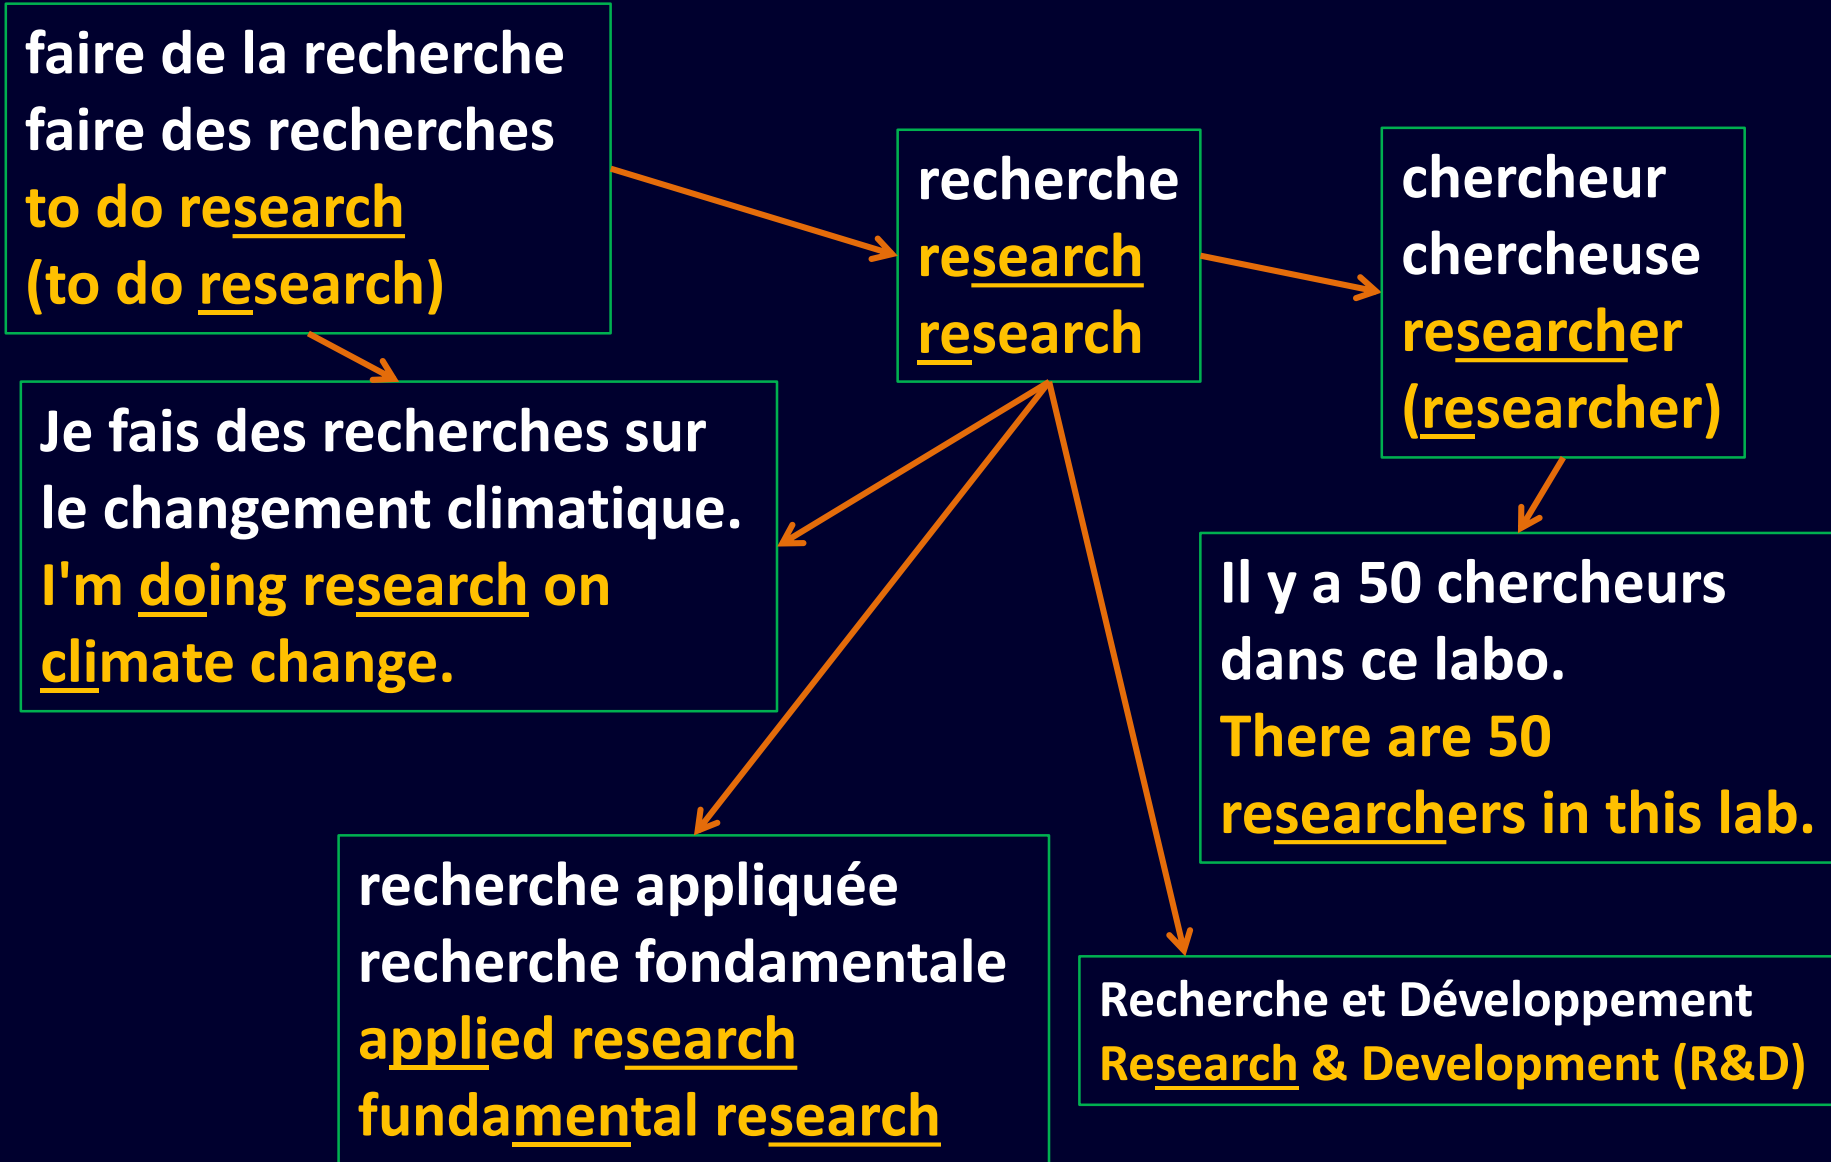 faire de la recherche
faire des recherches
to do research
(to do research)
recherche
research
research
chercheur
chercheuse
researcher
(researcher)
Je fais des recherches sur
le changement climatique.
I'm doing research on
climate change.
Il y a 50 chercheurs
dans ce labo.
There are 50
researchers in this lab.
recherche appliquée
recherche fondamentale
applied research
fundamental research
Recherche et Développement
Research & Development (R&D)